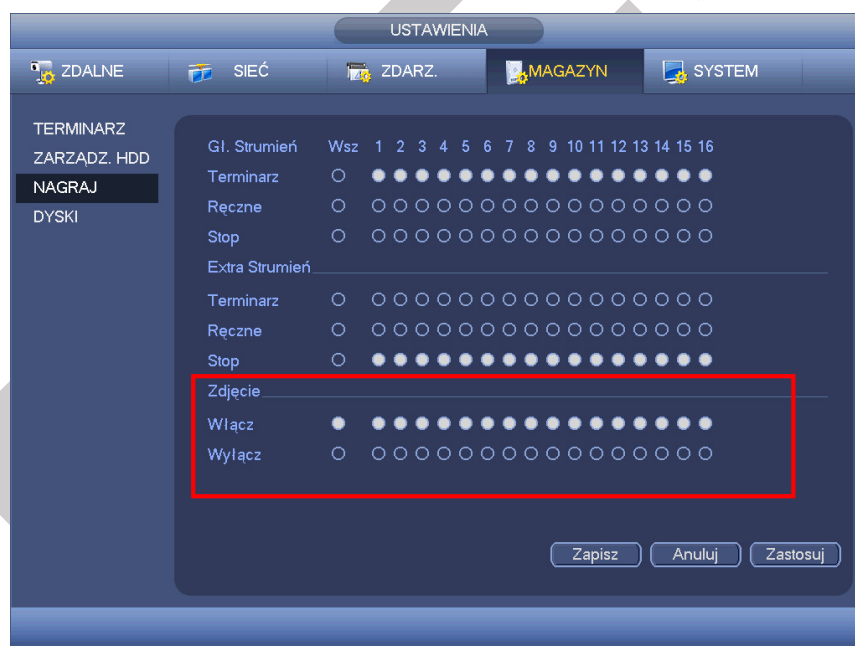 USTAWIENIA
ZDALNE SIEĆ ZDARZ. MAGAZYN SYSTEM
TERMINARZ
ZARZĄDZ. HDD
NAGRAJ
DYSKI
Gł. Strumień Wsz 1 2 3 4 5 6 7 8 9 10 11 12 13 14 15 16
Terminarz
Ręczne
Stop
Extra Strumień
Terminarz
Ręczne
Stop
Zdjęcie
Włącz
Wyłącz
Zapisz Anuluj Zastosuj